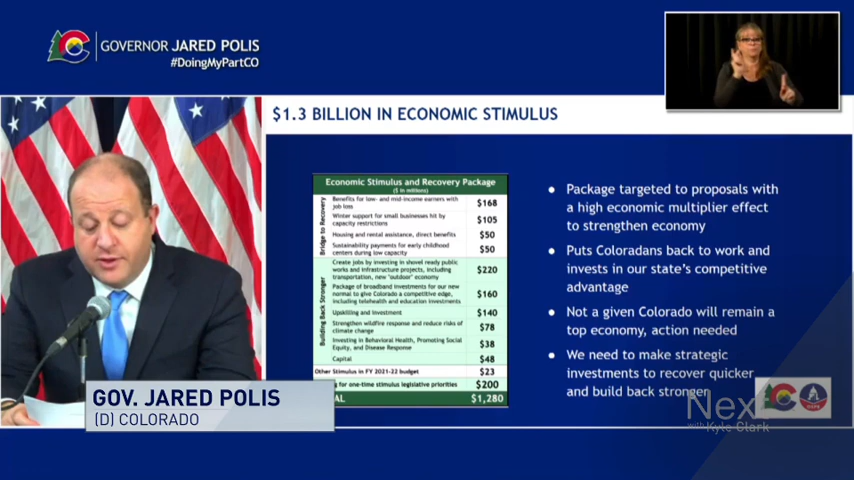 GOVERNOR JARED POLIS
#DoingMyPartCO
$1.3 BILLION IN ECONOMIC STIMULUS
Economic Stimulus and Recovery Package
($ in millions)
Bridge to Recovery
Benefits for low- and mid-income earners with
job loss
$168
Winter support for small businesses hit by
capacity restrictions
$105
Housing and rental assistance, direct benefits
$50
Sustainability payments for early childhood
centers during low capacity
$50
Building Back Stronger
Create jobs by investing in shovel ready public
works and infrastructure projects, including
transportation, new "outdoor" economy
$220
Package of broadband investments for our new
normal to give Colorado a competitive edge,
including telehealth and education investments
$160
Upskilling and Investment
$140
Strengthen wildfire response and reduce risks of
climate change
$78
Investing in Behavioral Health, Promoting Social
Equity, and Disease Response
$38
Capital
$48
Other Stimulus in FY 2021-22 budget
$23
for one-time stimulus legislative priorities
$200
$1,280
● Package targeted to proposals with
a high economic multiplier effect
to strengthen economy
● Puts Coloradans back to work and
invests in our state's competitive
advantage
● Not a given Colorado will remain a
top economy, action needed
● We need to make strategic
investments to recover quicker
and build back stronger
GOV. JARED POLIS
(D) COLORADO
Next
with Kyle Clark
CO